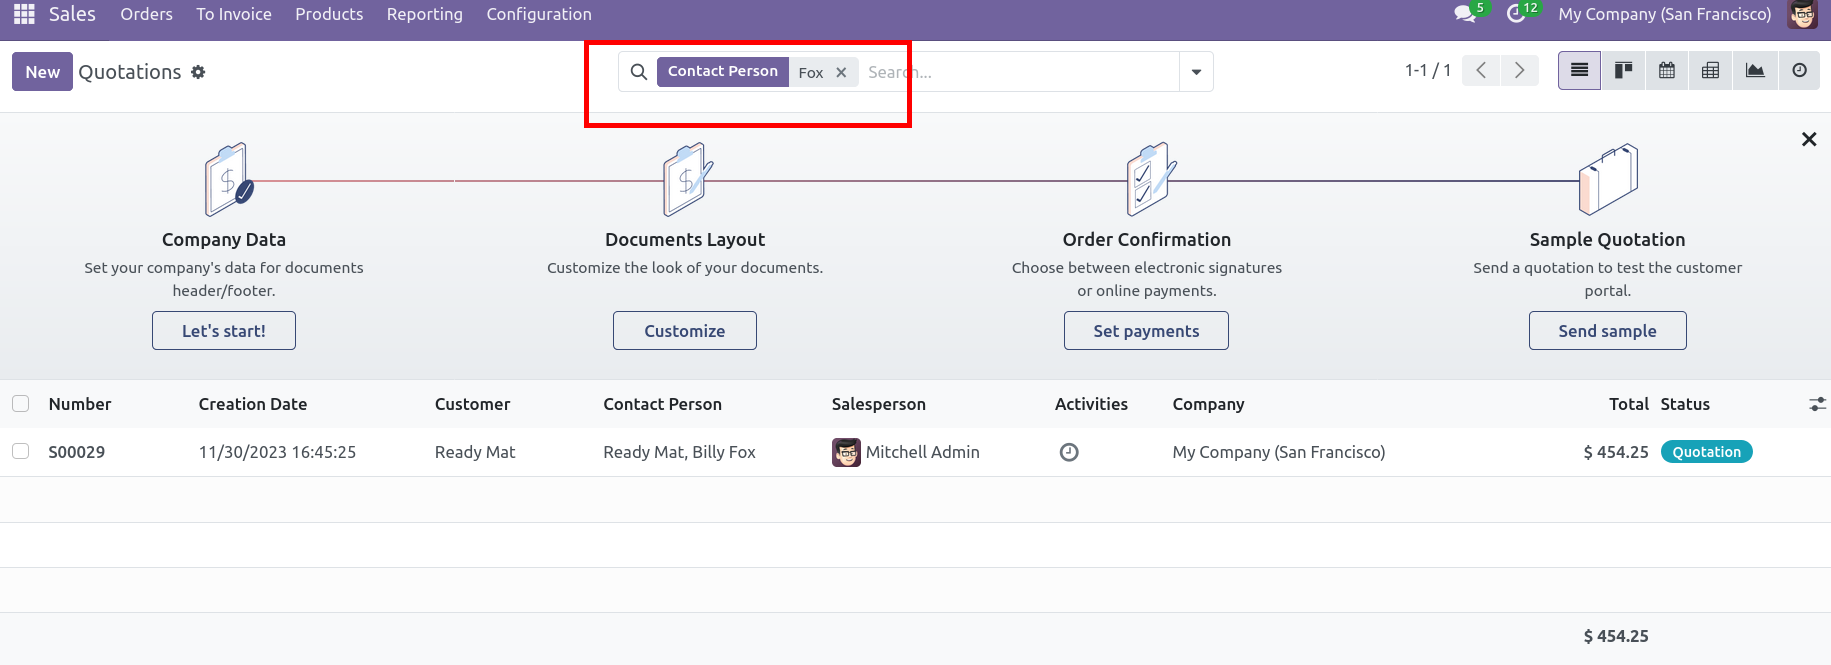 Sales Orders To Invoice Products Reporting Configuration 5 12 My Company (San Francisco)
New Quotations Contact Person Fox Search... 1-1 / 1
Company Data Documents Layout Order Confirmation Sample Quotation
Set your company's data for documents Customize the look of your documents. Choose between electronic signatures Send a quotation to test the customer
header/footer. or online payments. portal.
Let's start! Customize Set payments Send sample
Number Creation Date Customer Contact Person Salesperson Activities Company Total Status
S00029 11/30/2023 16:45:25 Ready Mat Ready Mat, Billy Fox Mitchell Admin My Company (San Francisco) $ 454.25 Quotation
$ 454.25